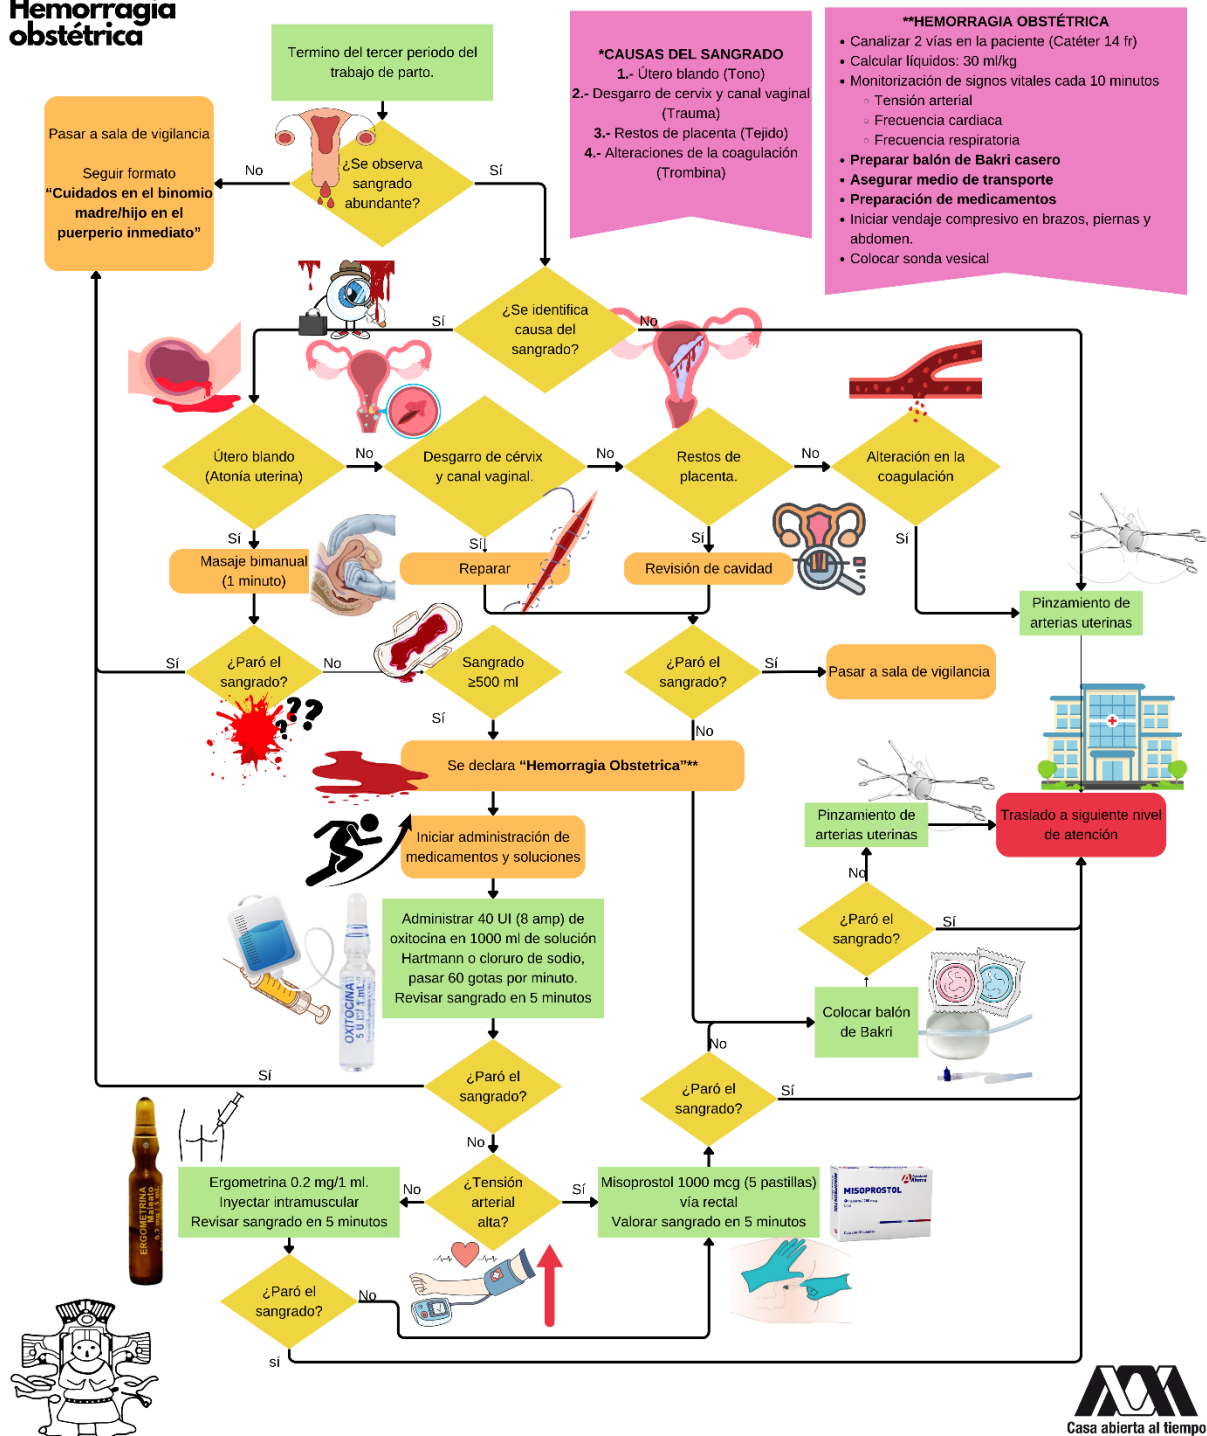 Hemorragia
obstétrica
Termino del tercer periodo del
trabajo de parto.
*CAUSAS DEL SANGRADO
1.- Útero blando (Tono)
2.- Desgarro de cervix y canal vaginal
(Trauma)
3.- Restos de placenta (Tejido)
4.- Alteraciones de la coagulación
(Trombina)
**HEMORRAGIA OBSTÉTRICA
• Canalizar 2 vías en la paciente (Catéter 14 fr)
• Calcular líquidos: 30 ml/kg
• Monitorización de signos vitales cada 10 minutos
◦ Tensión arterial
◦ Frecuencia cardiaca
◦ Frecuencia respiratoria
• Preparar balón de Bakri casero
• Asegurar medio de transporte
• Preparación de medicamentos
• Iniciar vendaje compresivo en brazos, piernas y
abdomen.
• Colocar sonda vesical
Pasar a sala de vigilancia
Seguir formato
“Cuidados en el binomio
madre/hijo en el
puerperio inmediato”
No
¿Se observa
sangrado
abundante?
Sí
Sí
¿Se identifica
causa del
sangrado?
No
Útero blando
(Atonía uterina)
No
Desgarro de cérvix
y canal vaginal.
No
Restos de
placenta.
No
Alteración en la
coagulación
Sí
Sí
Sí
Sí
Masaje bimanual
(1 minuto)
Reparar
Revisión de cavidad
Pinzamiento de
arterias uterinas
Sí
¿Paró el
sangrado?
No
Sangrado
≥500 ml
¿Paró el
sangrado?
Sí
Pasar a sala de vigilancia
??
?
Sí
No
Se declara “Hemorragia Obstetrica”**
Iniciar administración de
medicamentos y soluciones
Pinzamiento de
arterias uterinas
Traslado a siguiente nivel
de atención
No
Administrar 40 UI (8 amp) de
oxitocina en 1000 ml de solución
Hartmann o cloruro de sodio,
pasar 60 gotas por minuto.
Revisar sangrado en 5 minutos
OXITOCINA
5 U.I./ 1 mL
¿Paró el
sangrado?
Sí
Colocar balón
de Bakri
Sí
¿Paró el
sangrado?
No
No
¿Paró el
sangrado?
Sí
Ergometrina 0.2 mg/1 ml.
Inyectar intramuscular
Revisar sangrado en 5 minutos
No
¿Tensión
arterial
alta?
Sí
Misoprostol 1000 mcg (5 pastillas)
vía rectal
Valorar sangrado en 5 minutos
MISOPROSTOL
ERGOMETRINA
Maleato
0.2 mg / 1 mL
¿Paró el
sangrado?
No
sí
Casa abierta al tiempo